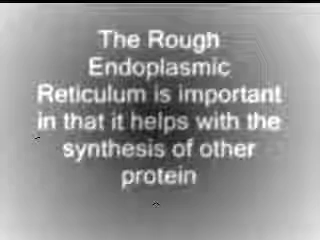 The Rough
Endoplasmic
Reticulum is important
in that it helps with the
synthesis of other
protein